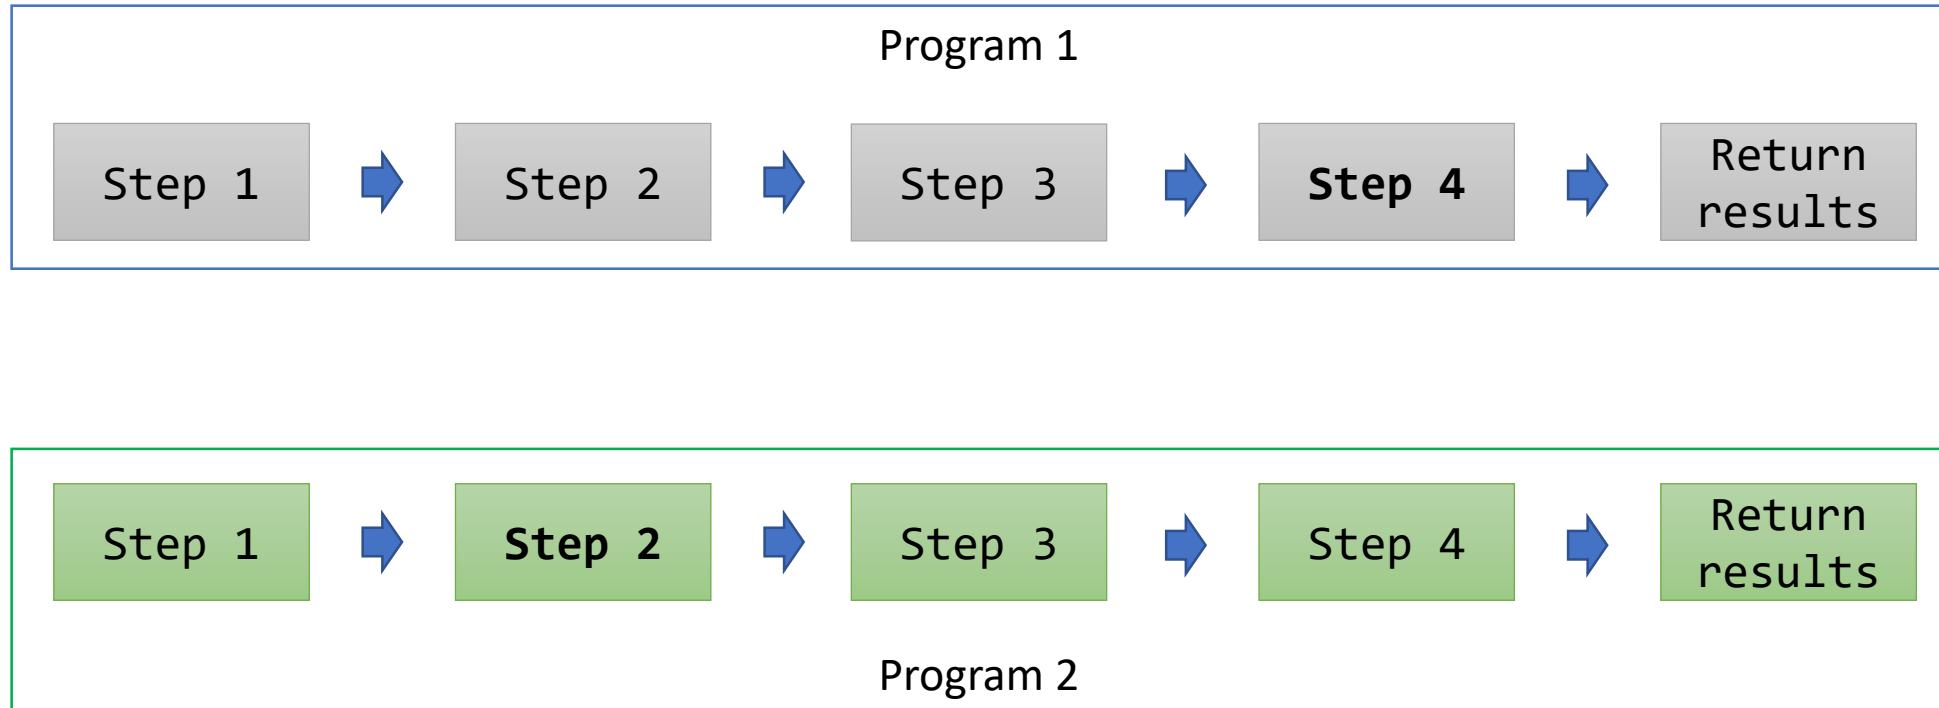 Program 1
Step 1
Step 2
Step 3
Step 4
Return
results
Step 1
Step 2
Step 3
Step 4
Return
results
Program 2